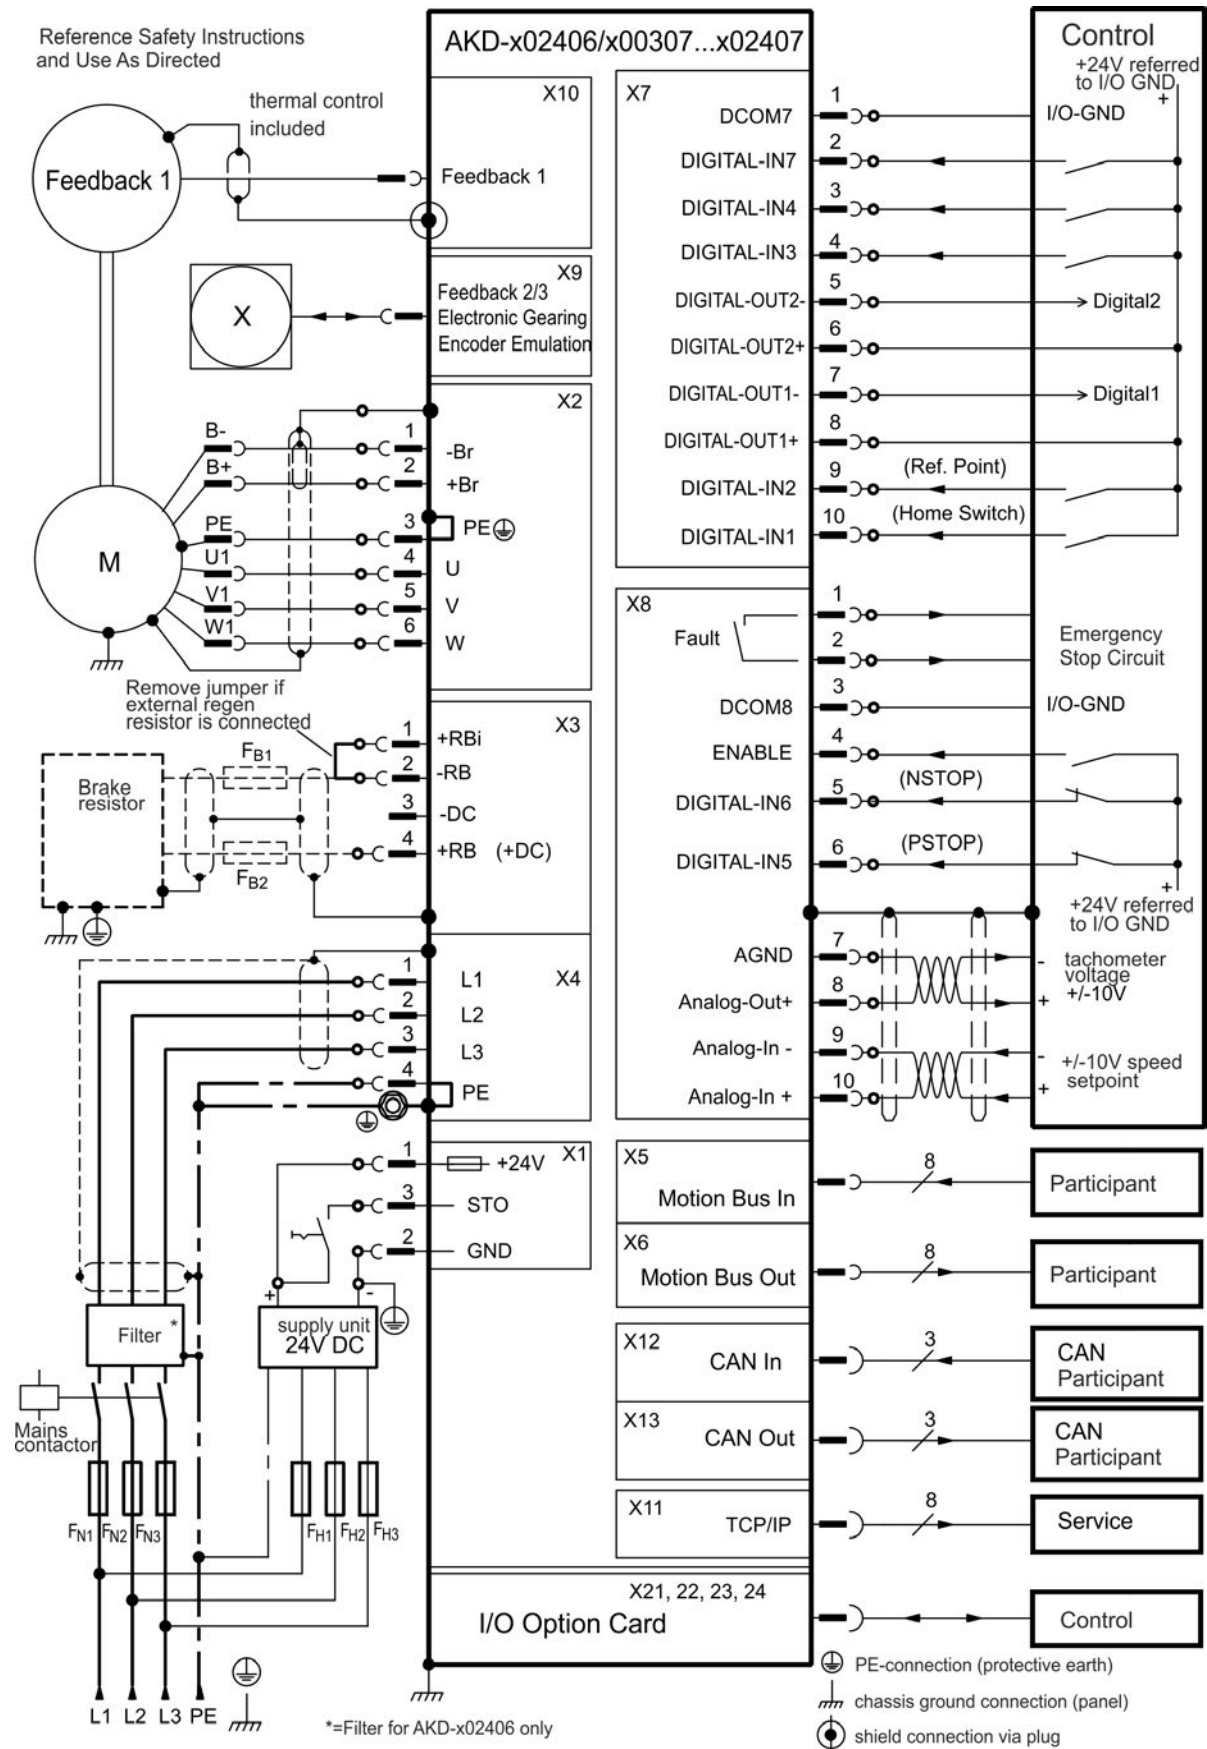 Reference Safety Instructions
and Use As Directed
AKD-x02406/x00307...x02407
Control
+24V referred
to I/O GND
+
thermal control
included
Feedback 1
X10
Feedback 1
X
X9
Feedback 2/3
Electronic Gearing
Encoder Emulation
X2
B-
1
-Br
B+
2
+Br
PE
3
PE
U1
4
U
V1
5
V
W1
6
W
M
Remove jumper if
external regen
resistor is connected
X3
1
+RBi
2
-RB
3
-DC
4
+RB (+DC)
FB1
FB2
Brake
resistor
X4
1
L1
2
L2
3
L3
4
PE
X1
1
+24V
3
STO
2
GND
+
-
supply unit
24V DC
Filter *
Mains
contactor
FN1 FN2 FN3
FH1 FH2 FH3
L1 L2 L3 PE
*=Filter for AKD-x02406 only
X7
DCOM7
1
I/O-GND
DIGITAL-IN7
2
DIGITAL-IN4
3
DIGITAL-IN3
4
DIGITAL-OUT2-
5
Digital2
DIGITAL-OUT2+
6
DIGITAL-OUT1-
7
Digital1
DIGITAL-OUT1+
8
DIGITAL-IN2
9
(Ref. Point)
DIGITAL-IN1
10
(Home Switch)
X8
Fault
1
2
Emergency
Stop Circuit
DCOM8
3
I/O-GND
ENABLE
4
DIGITAL-IN6
5
(NSTOP)
DIGITAL-IN5
6
(PSTOP)
+
+24V referred
to I/O GND
AGND
7
-
Analog-Out+
8
+
tachometer
voltage
+/-10V
Analog-In -
9
-
Analog-In +
10
+
+/-10V speed
setpoint
X5
Motion Bus In
8
Participant
X6
Motion Bus Out
8
Participant
X12
CAN In
3
CAN
Participant
X13
CAN Out
3
CAN
Participant
X11
TCP/IP
8
Service
X21, 22, 23, 24
I/O Option Card
Control
PE-connection (protective earth)
chassis ground connection (panel)
shield connection via plug